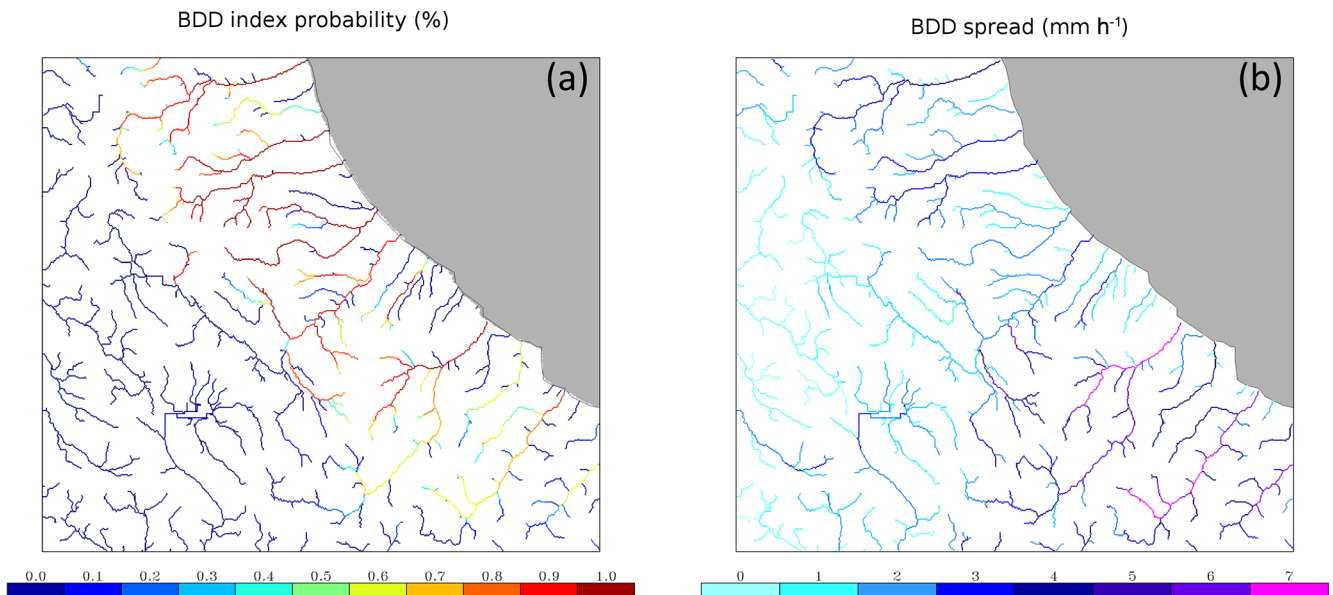 BDD index probability (%)
BDD spread (mm h⁻¹)
(a)
(b)
0.0 0.1 0.2 0.3 0.4 0.5 0.6 0.7 0.8 0.9 1.0
0 1 2 3 4 5 6 7